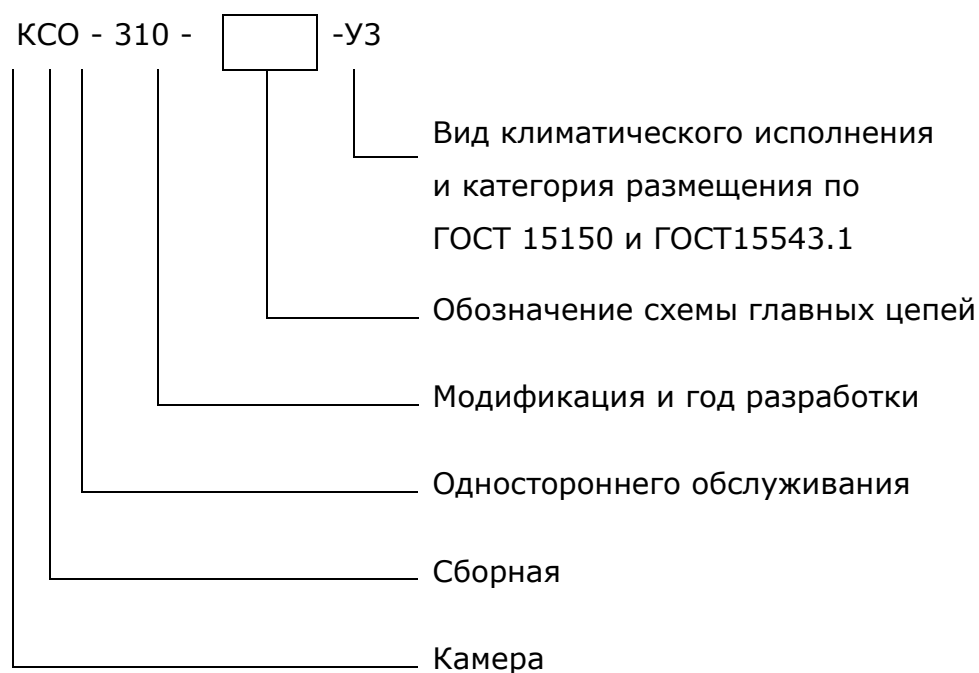 КСО - 310 - -У3
Вид климатического исполнения
и категория размещения по
ГОСТ 15150 и ГОСТ15543.1
Обозначение схемы главных цепей
Модификация и год разработки
Одностороннего обслуживания
Сборная
Камера